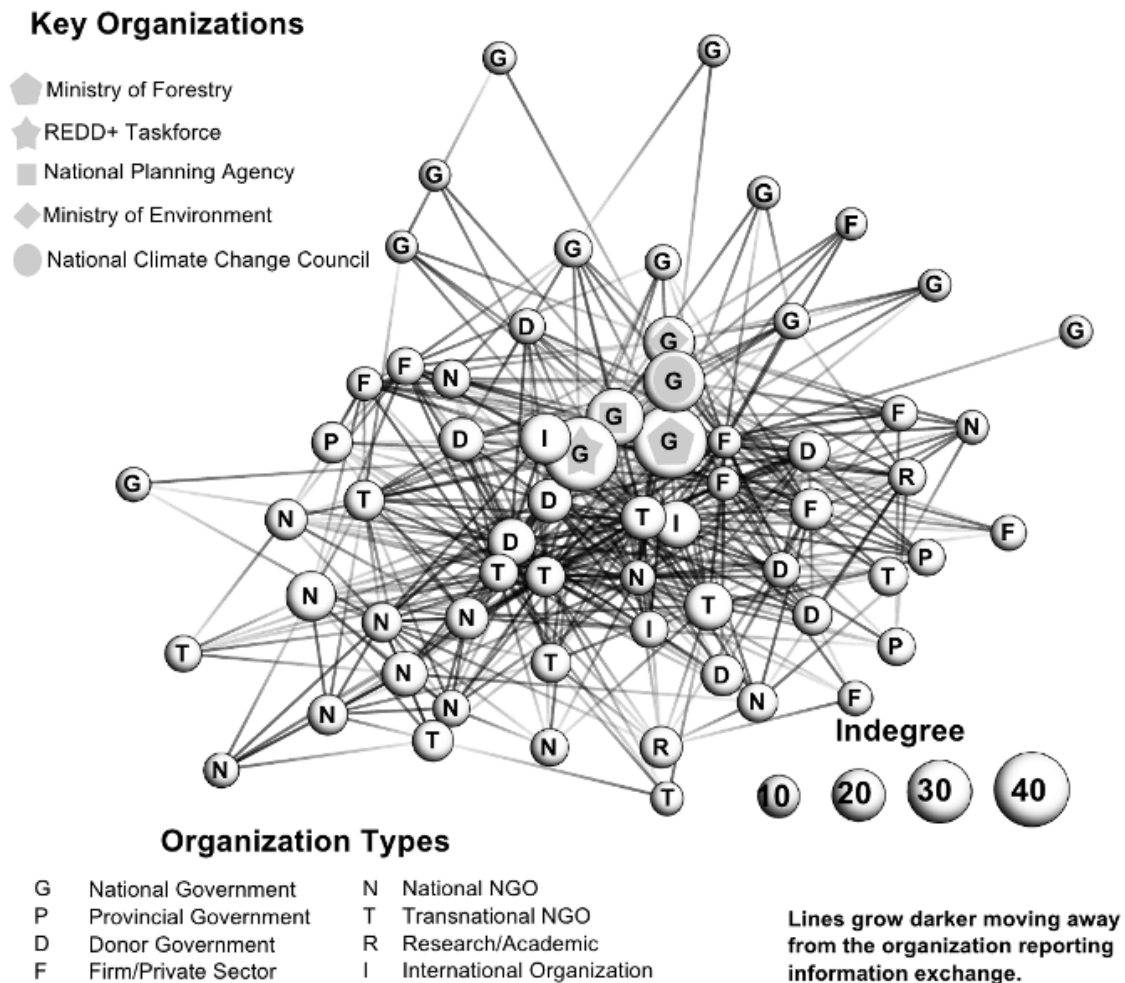 Key Organizations
Ministry of Forestry
REDD+ Taskforce
National Planning Agency
Ministry of Environment
National Climate Change Council
G G
G G F
G G G G
D G G G
F F N G
P D I G G G F D F N
G T D F R
N D T I F F
T T N D P T
N N N T I D P
T N T D N F
N N T N R
N T
Indegree
10 20 30 40
Organization Types
G National Government N National NGO
P Provincial Government T Transnational NGO
D Donor Government R Research/Academic
F Firm/Private Sector I International Organization
Lines grow darker moving away
from the organization reporting
information exchange.